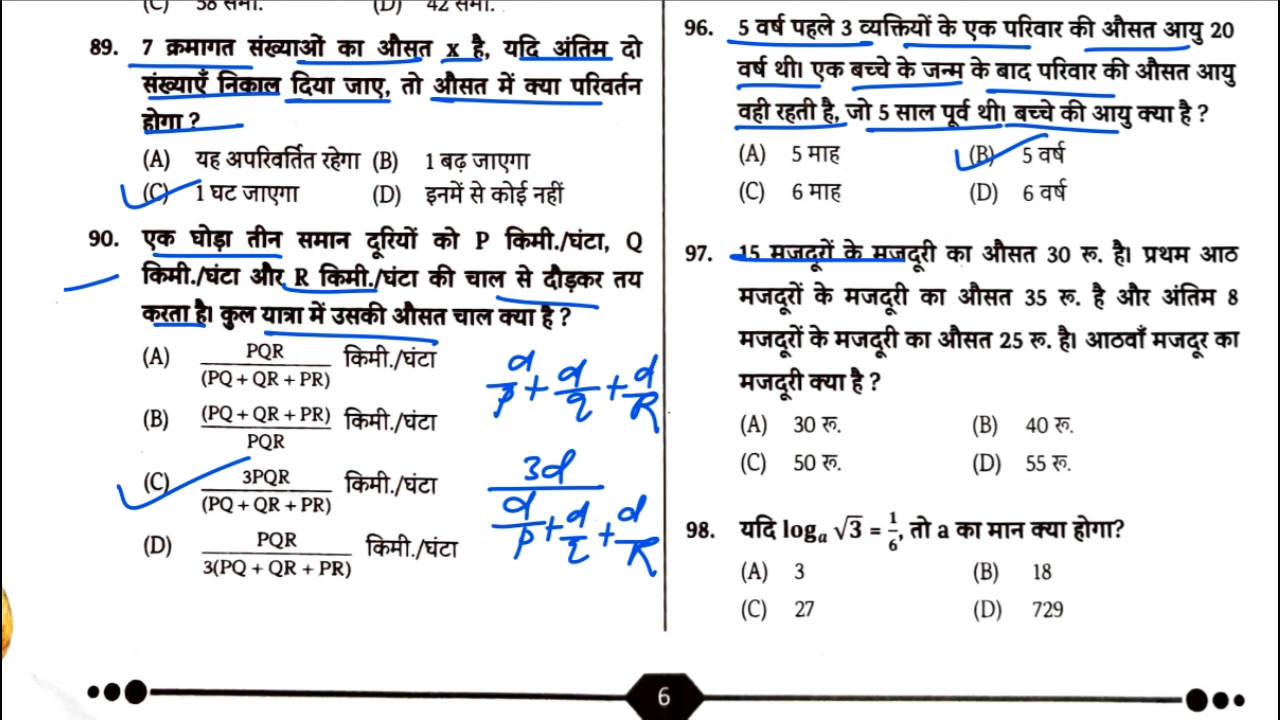 (C) 58 सेमी. (D) 42 सेमी.
89. 7 क्रमागत संख्याओं का औसत x है, यदि अंतिम दो
संख्याएँ निकाल दिया जाए, तो औसत में क्या परिवर्तन
होगा ?
(A) यह अपरिवर्तित रहेगा (B) 1 बढ़ जाएगा
(C) 1 घट जाएगा (D) इनमें से कोई नहीं
90. एक घोड़ा तीन समान दूरियों को P किमी./घंटा, Q
किमी./घंटा और R किमी./घंटा की चाल से दौड़कर तय
करता है। कुल यात्रा में उसकी औसत चाल क्या है ?
(A) PQR/(PQ + QR + PR) किमी./घंटा
(B) (PQ + QR + PR)/PQR किमी./घंटा
(C) 3PQR/(PQ + QR + PR) किमी./घंटा
(D) PQR/3(PQ + QR + PR) किमी./घंटा
d/P + d/Q + d/R
3d/(d/P + d/Q + d/R)
96. 5 वर्ष पहले 3 व्यक्तियों के एक परिवार की औसत आयु 20
वर्ष थी। एक बच्चे के जन्म के बाद परिवार की औसत आयु
वही रहती है, जो 5 साल पूर्व थी। बच्चे की आयु क्या है ?
(A) 5 माह (B) 5 वर्ष
(C) 6 माह (D) 6 वर्ष
97. 15 मजदूरों के मजदूरी का औसत 30 रू. है। प्रथम आठ
मजदूरों के मजदूरी का औसत 35 रू. है और अंतिम 8
मजदूरों के मजदूरी का औसत 25 रू. है। आठवाँ मजदूर का
मजदूरी क्या है ?
(A) 30 रू. (B) 40 रू.
(C) 50 रू. (D) 55 रू.
98. यदि logₐ √3 = 1/6, तो a का मान क्या होगा?
(A) 3 (B) 18
(C) 27 (D) 729
6